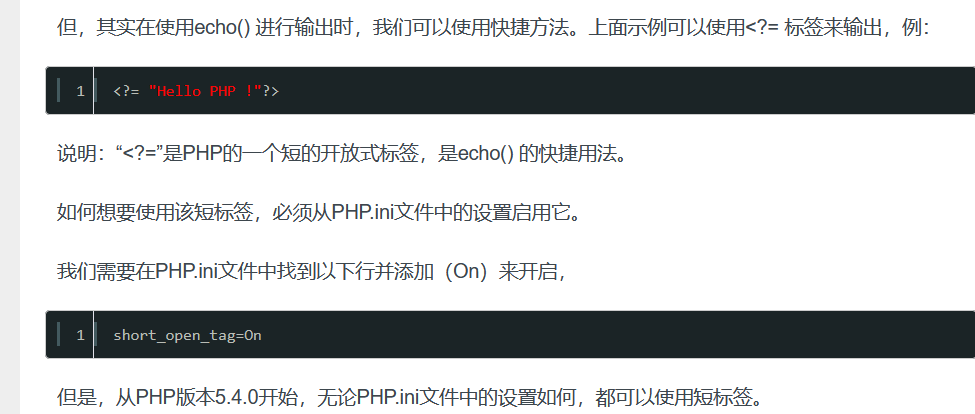 但，其实在使用echo() 进行输出时，我们可以使用快捷方法。上面示例可以使用<?= 标签来输出，例：
1 <?= "Hello PHP !"?>
说明：“<?=”是PHP的一个短的开放式标签，是echo() 的快捷用法。
如何想要使用该短标签，必须从PHP.ini文件中的设置启用它。
我们需要在PHP.ini文件中找到以下行并添加（On）来开启，
1 short_open_tag=On
但是，从PHP版本5.4.0开始，无论PHP.ini文件中的设置如何，都可以使用短标签。